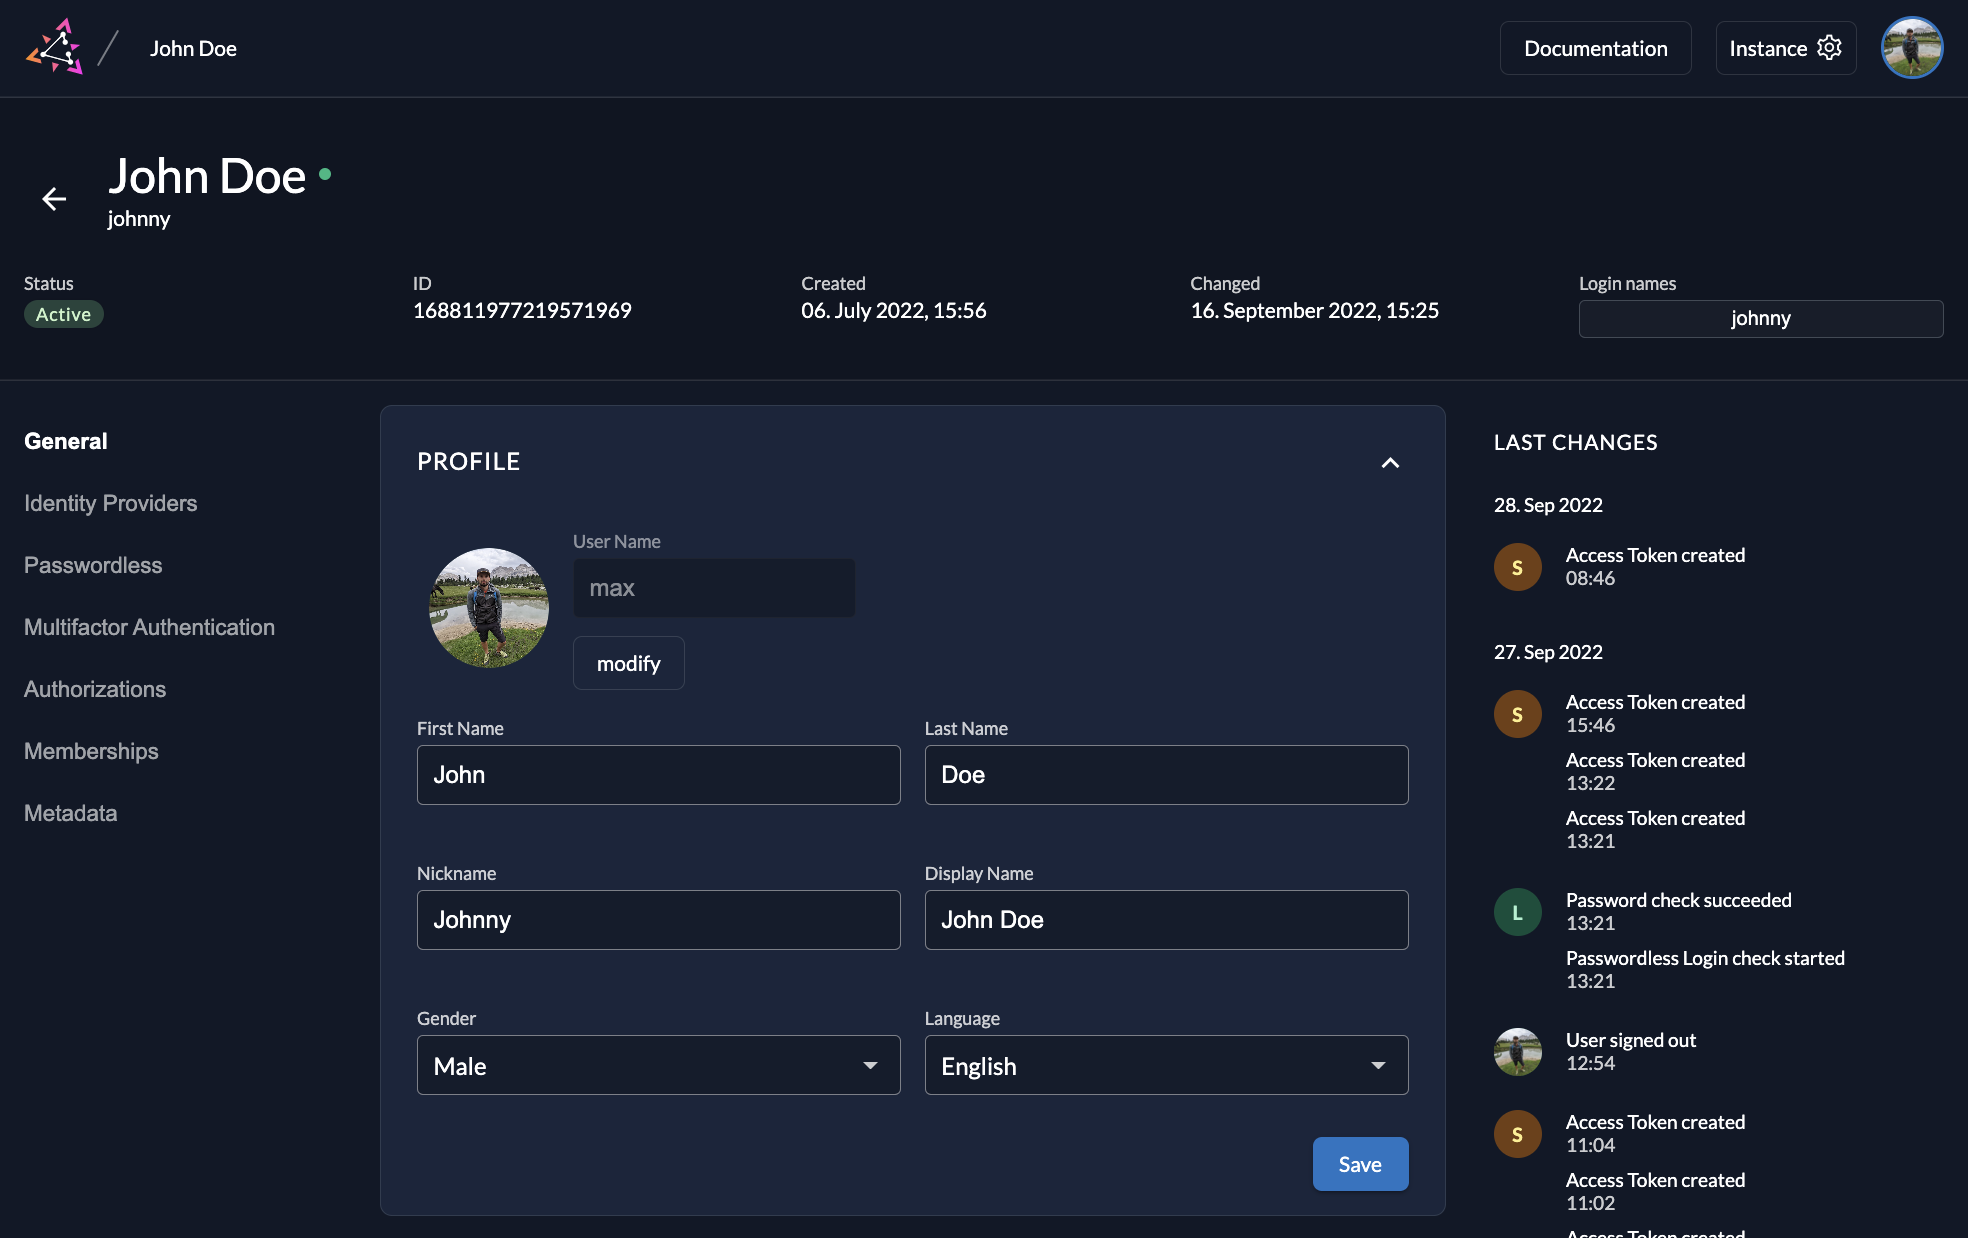 John Doe
Documentation
Instance
John Doe
johnny
Status
Active
ID
168811977219571969
Created
06. July 2022, 15:56
Changed
16. September 2022, 15:25
Login names
johnny
General
Identity Providers
Passwordless
Multifactor Authentication
Authorizations
Memberships
Metadata
PROFILE
User Name
max
modify
First Name
John
Last Name
Doe
Nickname
Johnny
Display Name
John Doe
Gender
Male
Language
English
Save
LAST CHANGES
28. Sep 2022
S
Access Token created
08:46
27. Sep 2022
S
Access Token created
15:46
Access Token created
13:22
Access Token created
13:21
L
Password check succeeded
13:21
Passwordless Login check started
13:21
User signed out
12:54
S
Access Token created
11:04
Access Token created
11:02
Access Token created